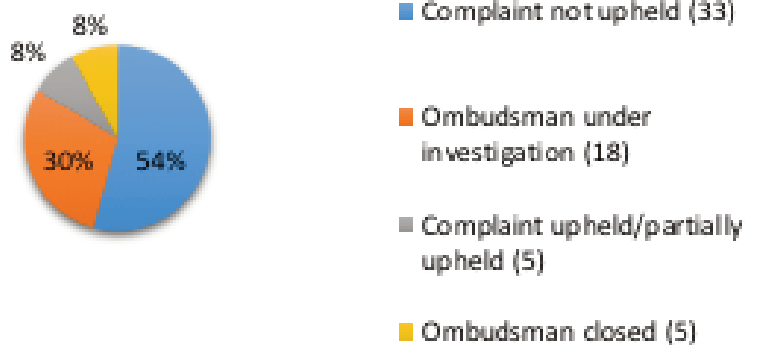 8%
8%
30%
54%
Complaint not upheld (33)
Ombudsman under
investigation (18)
Complaint upheld/partially
upheld (5)
Ombudsman closed (5)